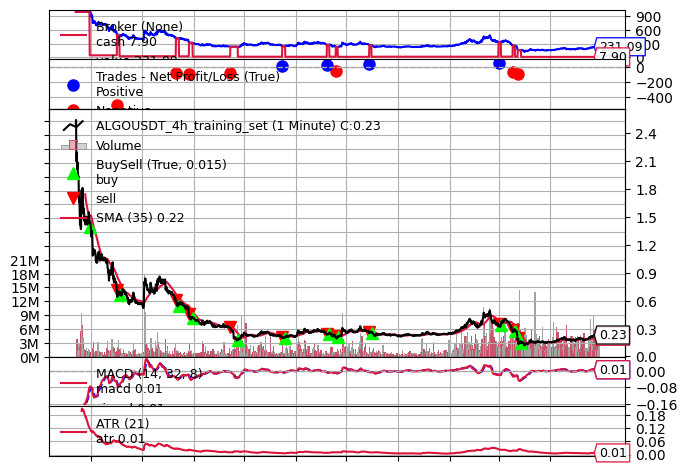 Broker (None)
cash 7.90
900
600
231.09
7.90
Trades - Net Profit/Loss (True)
Positive
0
−200
−400
ALGOUSDT_4h_training_set (1 Minute) C:0.23
Volume
BuySell (True, 0.015)
buy
sell
SMA (35) 0.22
2.4
2.1
1.8
1.5
1.2
0.9
0.6
0.3
0.0
0.23
21M
18M
15M
12M
9M
6M
3M
0M
MACD (14, 32, 8)
macd 0.01
0.01
0.00
−0.08
−0.16
ATR (21)
atr 0.01
0.18
0.12
0.06
0.00
0.01